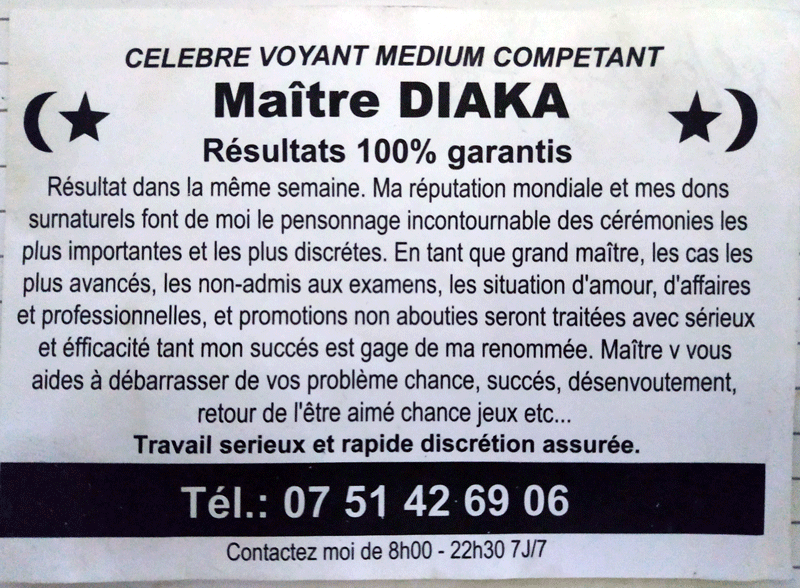 CELEBRE VOYANT MEDIUM COMPETANT
Maître DIAKA
Résultats 100% garantis
Résultat dans la même semaine. Ma réputation mondiale et mes dons
surnaturels font de moi le pensonnage incontournable des cérémonies les
plus importantes et les plus discrétes. En tant que grand maître, les cas les
plus avancés, les non-admis aux examens, les situation d'amour, d'affaires
et professionnelles, et promotions non abouties seront traitées avec sérieux
et éfficacité tant mon succés est gage de ma renommée. Maître v vous
aides à débarrasser de vos problème chance, succés, désenvoutement,
retour de l'être aimé chance jeux etc...
Travail serieux et rapide discrétion assurée.
Tél.: 07 51 42 69 06
Contactez moi de 8h00 - 22h30 7J/7